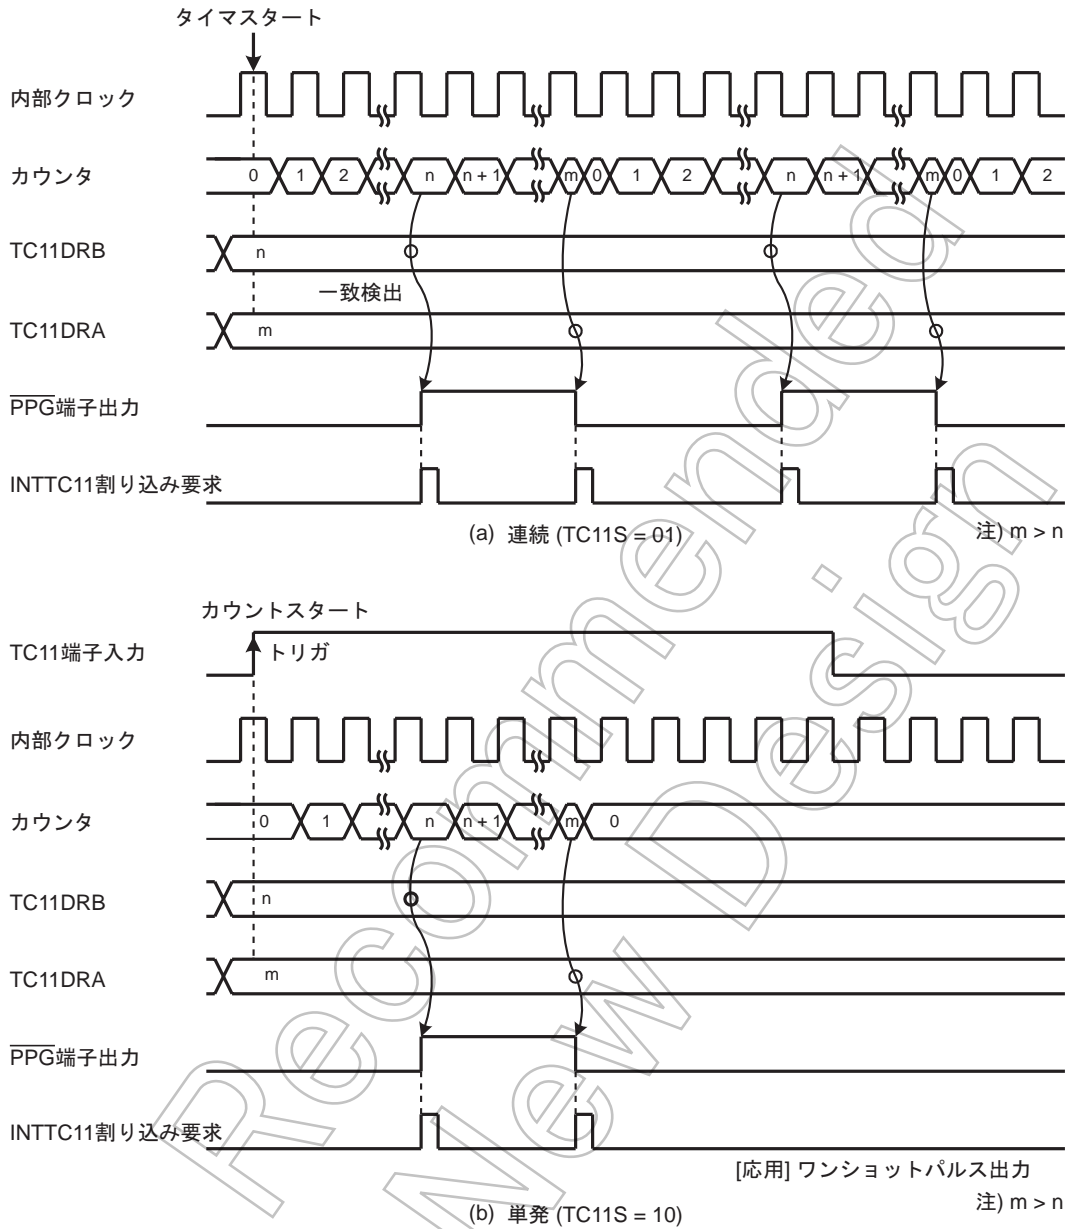 タイマスタート
内部クロック
カウンタ 0 1 2 n n + 1 m 0 1 2 n n + 1 m 0 1 2
TC11DRB n
一致検出
TC11DRA m
PPG端子出力
INTTC11割り込み要求
(a) 連続 (TC11S = 01) 注) m > n
カウントスタート
TC11端子入力 トリガ
内部クロック
カウンタ 0 1 n n + 1 m 0
TC11DRB n
TC11DRA m
PPG端子出力
INTTC11割り込み要求
[応用] ワンショットパルス出力
(b) 単発 (TC11S = 10) 注) m > n
Recommended
New Design